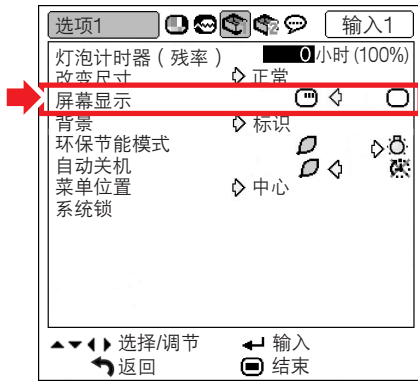 选项1 输入1
灯泡计时器（残率） 0小时(100%)
改变尺寸 正常
屏幕显示
背景 标识
环保节能模式
自动关机
菜单位置 中心
系统锁
选择/调节 输入
返回 结束